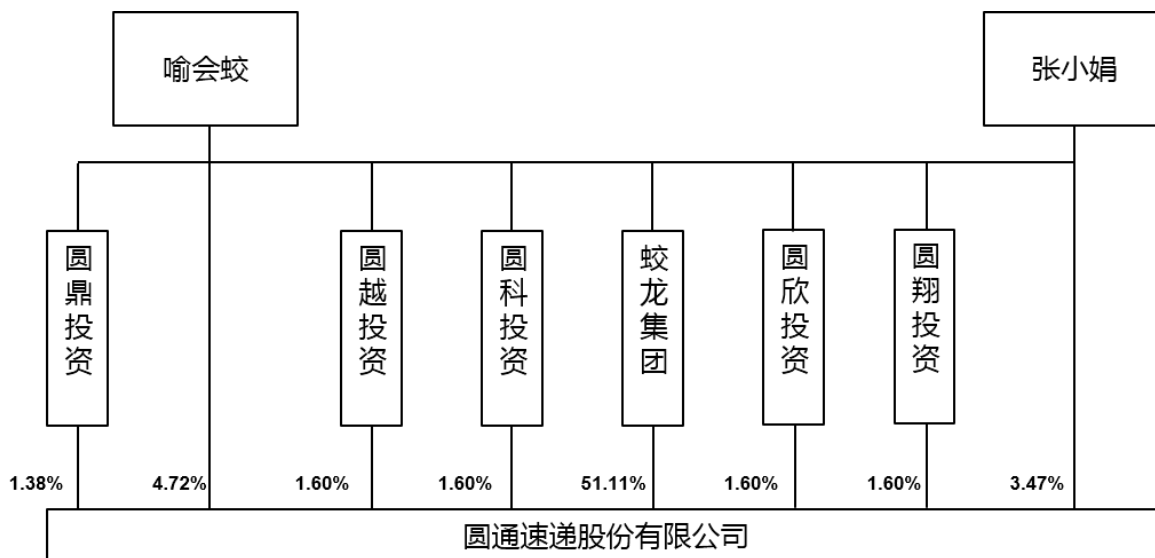 喻会蛟
张小娟
圆鼎投资
圆越投资
圆科投资
蛟龙集团
圆欣投资
圆翔投资
1.38%
4.72%
1.60%
1.60%
51.11%
1.60%
1.60%
3.47%
圆通速递股份有限公司